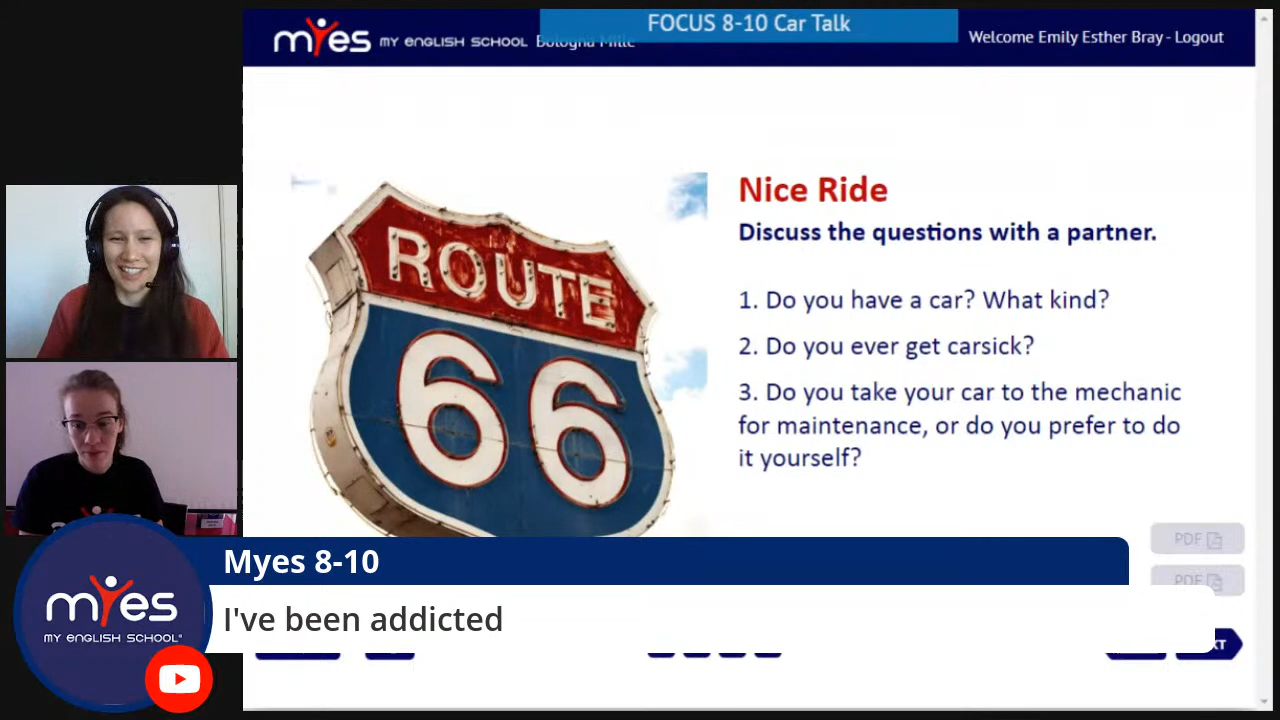 FOCUS 8-10 Car Talk
myes MY ENGLISH SCHOOL Bologna Mille
Welcome Emily Esther Bray - Logout
ROUTE
66
Nice Ride
Discuss the questions with a partner.
1. Do you have a car? What kind?
2. Do you ever get carsick?
3. Do you take your car to the mechanic
for maintenance, or do you prefer to do
it yourself?
PDF
PDF
Myes 8-10
I've been addicted
myes
MY ENGLISH SCHOOL